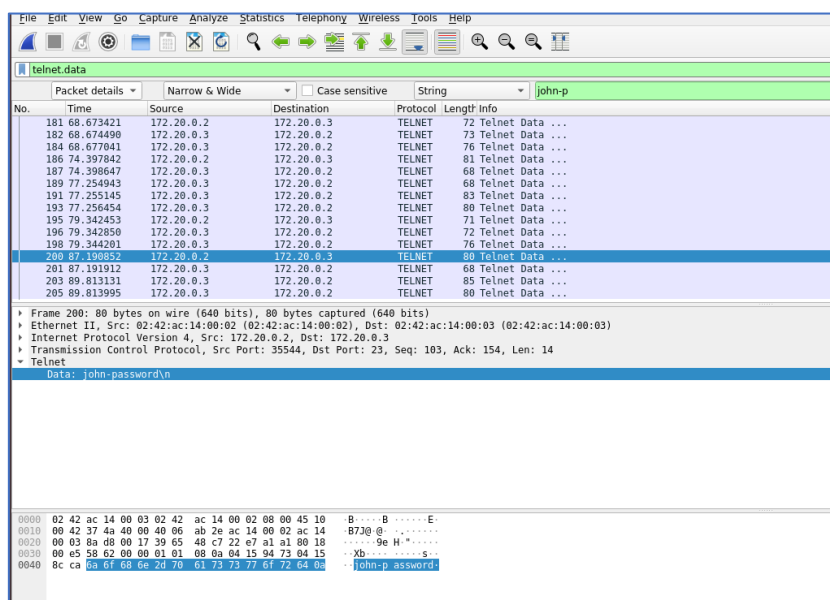 File Edit View Go Capture Analyze Statistics Telephony Wireless Tools Help
telnet.data
Packet details Narrow & Wide Case sensitive String john-p
No. Time Source Destination Protocol Length Info
181 68.673421 172.20.0.2 172.20.0.3 TELNET 72 Telnet Data ...
182 68.674490 172.20.0.3 172.20.0.2 TELNET 73 Telnet Data ...
184 68.677041 172.20.0.3 172.20.0.2 TELNET 76 Telnet Data ...
186 74.397842 172.20.0.2 172.20.0.3 TELNET 81 Telnet Data ...
187 74.398647 172.20.0.3 172.20.0.2 TELNET 68 Telnet Data ...
189 77.254943 172.20.0.3 172.20.0.2 TELNET 68 Telnet Data ...
191 77.255145 172.20.0.3 172.20.0.2 TELNET 83 Telnet Data ...
193 77.256454 172.20.0.3 172.20.0.2 TELNET 80 Telnet Data ...
195 79.342453 172.20.0.2 172.20.0.3 TELNET 71 Telnet Data ...
196 79.342850 172.20.0.3 172.20.0.2 TELNET 72 Telnet Data ...
198 79.344201 172.20.0.3 172.20.0.2 TELNET 76 Telnet Data ...
200 87.190852 172.20.0.2 172.20.0.3 TELNET 80 Telnet Data ...
201 87.191912 172.20.0.3 172.20.0.2 TELNET 68 Telnet Data ...
203 89.813131 172.20.0.3 172.20.0.2 TELNET 85 Telnet Data ...
205 89.813995 172.20.0.3 172.20.0.2 TELNET 80 Telnet Data ...
Frame 200: 80 bytes on wire (640 bits), 80 bytes captured (640 bits)
Ethernet II, Src: 02:42:ac:14:00:02 (02:42:ac:14:00:02), Dst: 02:42:ac:14:00:03 (02:42:ac:14:00:03)
Internet Protocol Version 4, Src: 172.20.0.2, Dst: 172.20.0.3
Transmission Control Protocol, Src Port: 35544, Dst Port: 23, Seq: 103, Ack: 154, Len: 14
Telnet
Data: john-password\n
0000 02 42 ac 14 00 03 02 42 ac 14 00 02 08 00 45 10 ·B·····B ······E·
0010 00 42 37 4a 40 00 40 06 ab 2e ac 14 00 02 ac 14 ·B7J@·@· ·.······
0020 00 03 8a d8 00 17 39 65 48 c7 22 e7 a1 a1 80 18 ······9e H·"·····
0030 00 e5 58 62 00 00 01 01 08 0a 04 15 94 73 04 15 ··Xb···· ·····s··
0040 8c ca 6a 6f 68 6e 2d 70 61 73 73 77 6f 72 64 0a ··john-p assword·